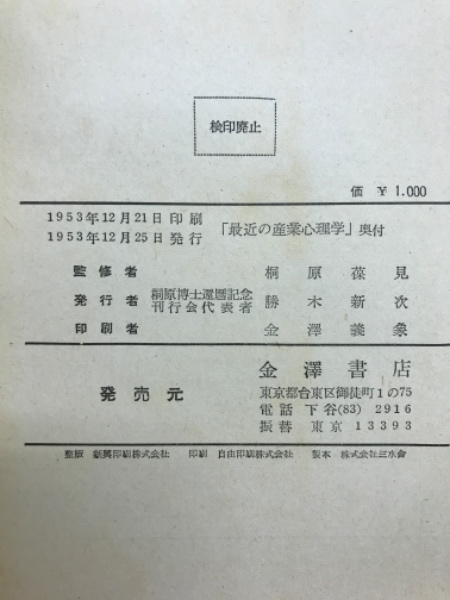 検印廃止
価 ¥ 1.000
1953年12月21日 印刷
1953年12月25日 発行
「最近の産業心理学」奥付
監修者 桐原葆見
発行者 桐原博士還暦記念刊行会代表者 勝木新次
印刷者 金澤義象
発売元
金澤書店
東京都台東区御徒町1の75
電話 下谷(83) 2916
振替 東京 13393
整版 新興印刷株式会社 印刷 自由印刷株式会社 製本 株式会社三水舎